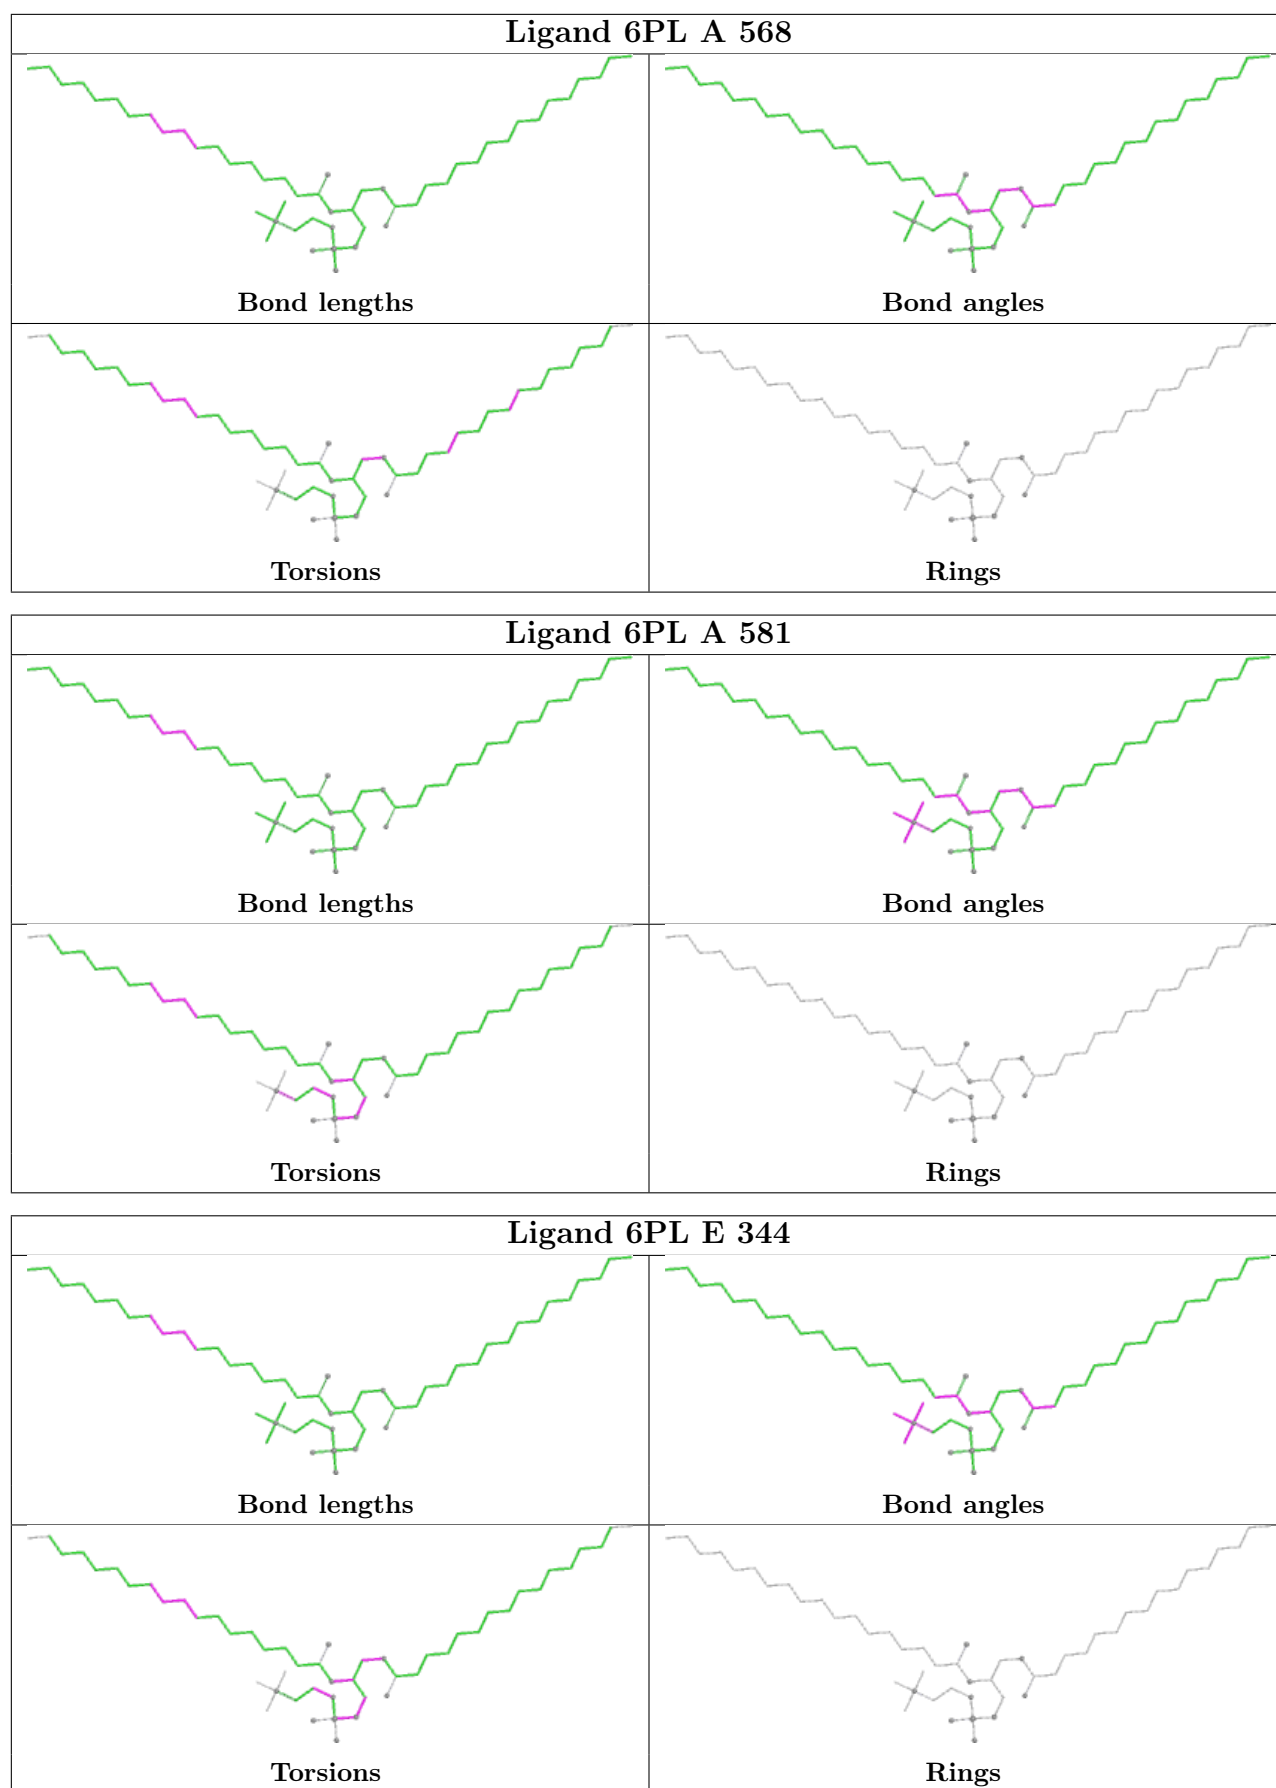 Ligand 6PL A 568
Bond lengths
Bond angles
Torsions
Rings
Ligand 6PL A 581
Bond lengths
Bond angles
Torsions
Rings
Ligand 6PL E 344
Bond lengths
Bond angles
Torsions
Rings